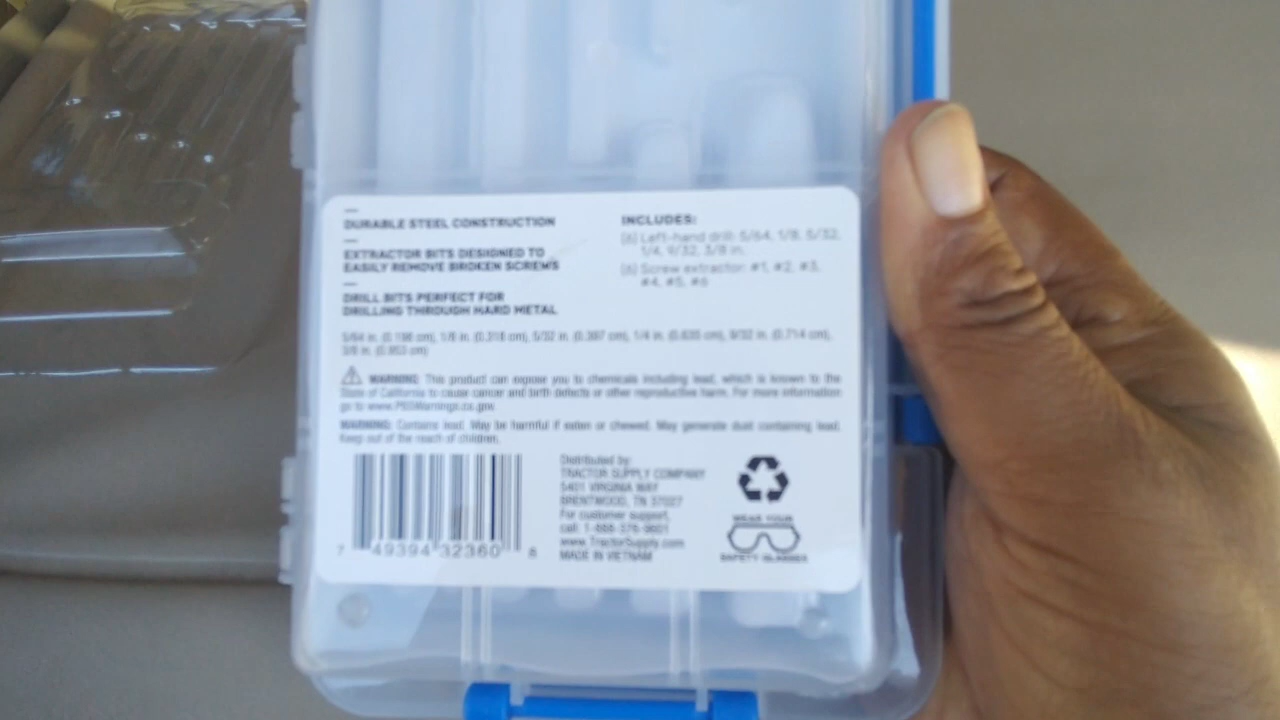 DURABLE STEEL CONSTRUCTION
EXTRACTOR BITS DESIGNED TO
EASILY REMOVE BROKEN SCREWS
DRILL BITS PERFECT FOR
DRILLING THROUGH HARD METAL
INCLUDES:
(6) Left-hand drill: 5/64, 1/8, 5/32,
1/4, 9/32, 3/8 in.
(6) Screw extractor: #1, #2, #3,
#4, #5, #6
5/64 in. (0.198 cm), 1/8 in. (0.318 cm), 5/32 in. (0.397 cm), 1/4 in. (0.635 cm), 9/32 in. (0.714 cm),
3/8 in. (0.953 cm)
WARNING: This product can expose you to chemicals including lead, which is known to the
State of California to cause cancer and birth defects or other reproductive harm. For more information
go to www.P65Warnings.ca.gov.
WARNING: Contains lead. May be harmful if eaten or chewed. May generate dust containing lead.
Keep out of the reach of children.
7 49394 32360 8
Distributed by:
TRACTOR SUPPLY COMPANY
5401 VIRGINIA WAY
BRENTWOOD, TN 37027
For customer support,
call: 1-888-376-9601
www.TractorSupply.com
MADE IN VIETNAM
WEAR YOUR
SAFETY GLASSES